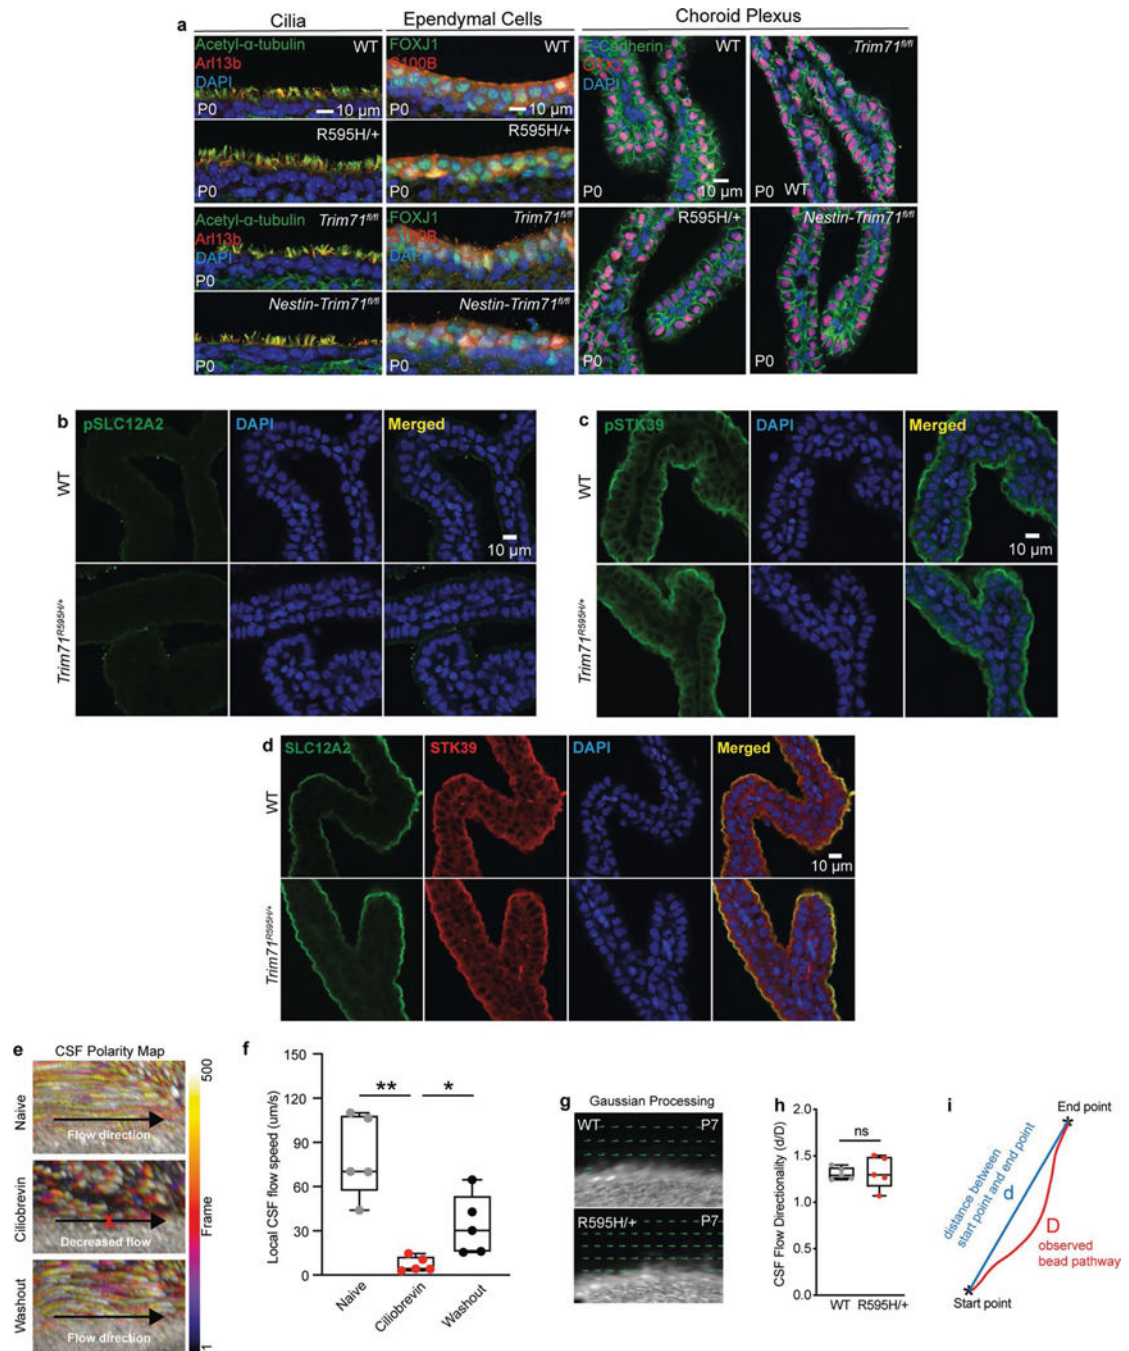 a
Cilia
Ependymal Cells
Choroid Plexus
Acetyl-α-tubulin
WT
Arl13b
DAPI
P0
10 µm
FOXJ1
WT
S100B
DAPI
P0
10 µm
E-Cadherin
WT
OTX2
DAPI
P0
10 µm
Trim71fl/fl
P0
WT
R595H/+
P0
R595H/+
P0
Acetyl-α-tubulin
Trim71fl/fl
Arl13b
DAPI
P0
FOXJ1
Trim71fl/fl
S100B
DAPI
P0
R595H/+
P0
Nestin-Trim71fl/fl
P0
Nestin-Trim71fl/fl
P0
Nestin-Trim71fl/fl
P0
b
pSLC12A2
DAPI
Merged
WT
10 µm
Trim71R595H/+
c
pSTK39
DAPI
Merged
WT
10 µm
Trim71R595H/+
d
SLC12A2
STK39
DAPI
Merged
WT
10 µm
Trim71R595H/+
e
CSF Polarity Map
Naive
Flow direction
Ciliobrevin
x
Decreased flow
Washout
Flow direction
500
Frame
1
f
Local CSF flow speed (um/s)
150
120
90
60
30
0
**
*
Naive
Ciliobrevin
Washout
g
Gaussian Processing
WT
P7
R595H/+
P7
h
CSF Flow Directionality (d/D)
2.0
1.5
1.0
0.5
0.0
ns
WT
R595H/+
i
End point
*
distance between
start point and end point
d
D
observed
bead pathway
*
Start point